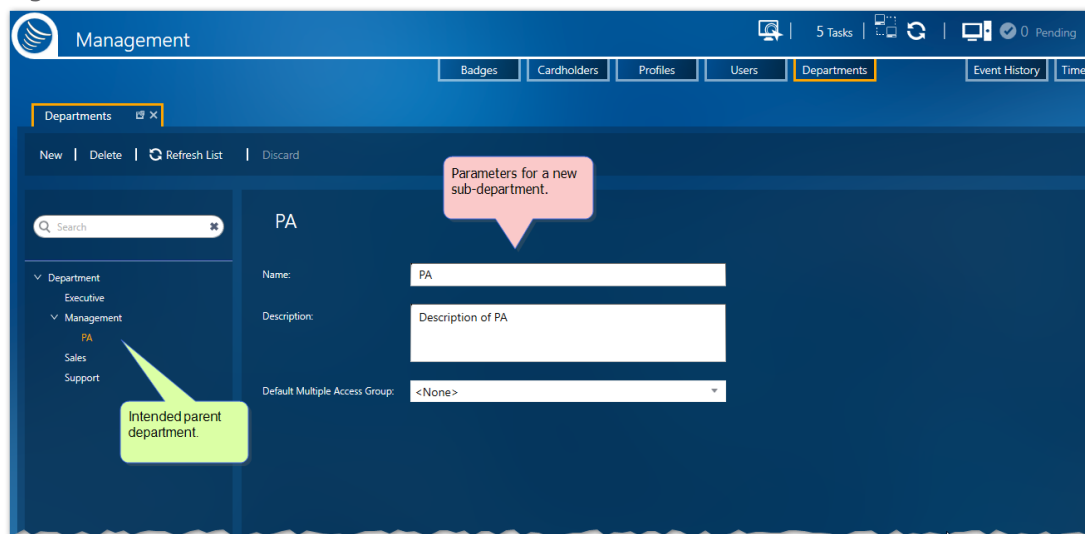 Management
5 Tasks
0 Pending
Badges
Cardholders
Profiles
Users
Departments
Event History
Time
Departments
New | Delete | Refresh List | Discard
Parameters for a new
sub-department.
Search
PA
Department
Name:
PA
Executive
Management
Description:
Description of PA
PA
Sales
Support
Default Multiple Access Group:
<None>
Intended parent
department.